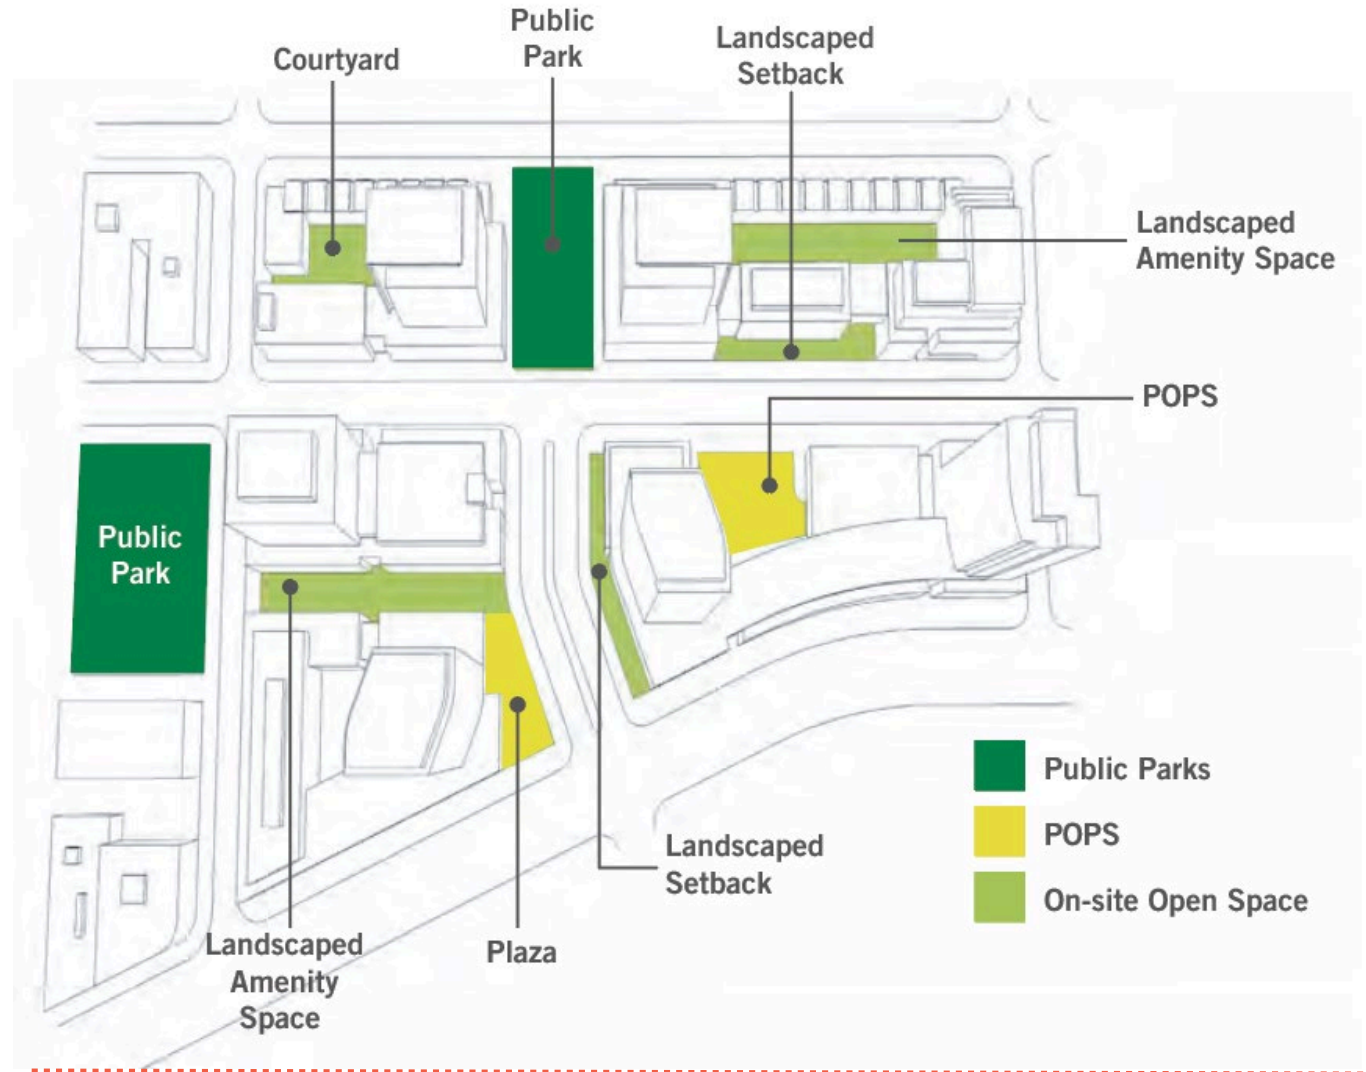 Public
Park
Courtyard
Landscaped
Setback
Landscaped
Amenity Space
POPS
Public
Park
Landscaped
Setback
Landscaped
Amenity
Space
Plaza
Public Parks
POPS
On-site Open Space